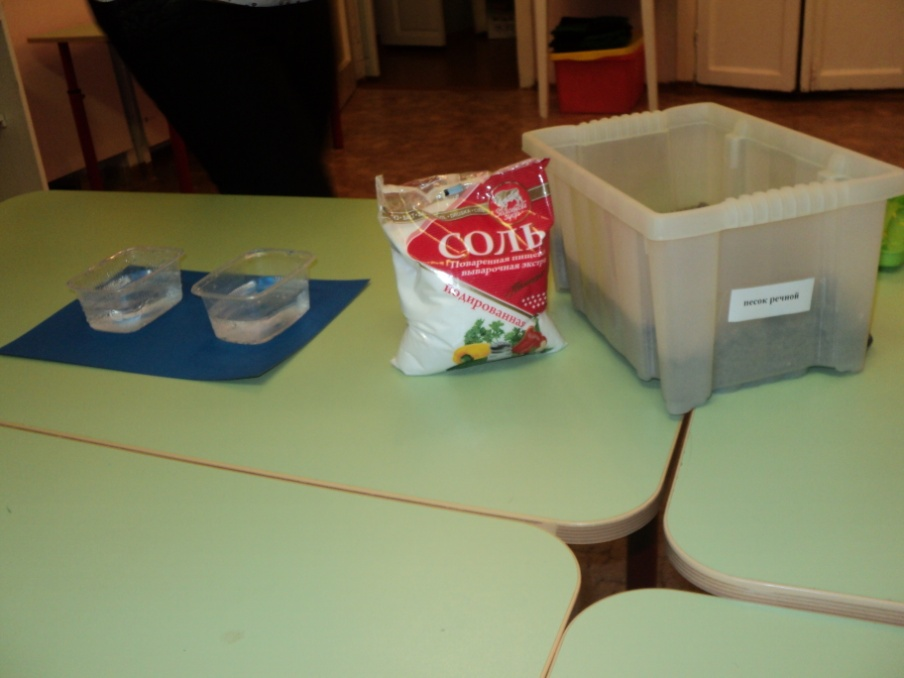 СОЛЬ
Поваренная пищевая
выварочная экстра
йодированная
песок речной